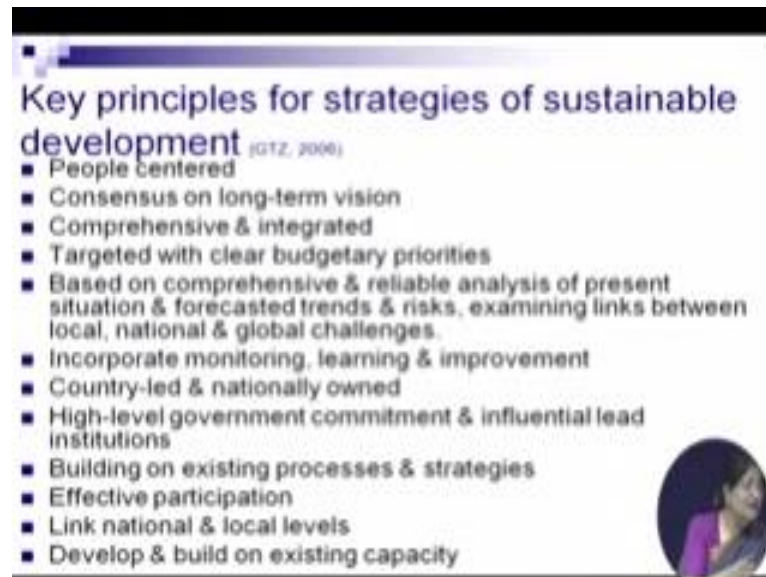 Key principles for strategies of sustainable
development (GTZ, 2006)
People centered
Consensus on long-term vision
Comprehensive & integrated
Targeted with clear budgetary priorities
Based on comprehensive & reliable analysis of present
situation & forecasted trends & risks, examining links between
local, national & global challenges.
Incorporate monitoring, learning & improvement
Country-led & nationally owned
High-level government commitment & influential lead
institutions
Building on existing processes & strategies
Effective participation
Link national & local levels
Develop & build on existing capacity